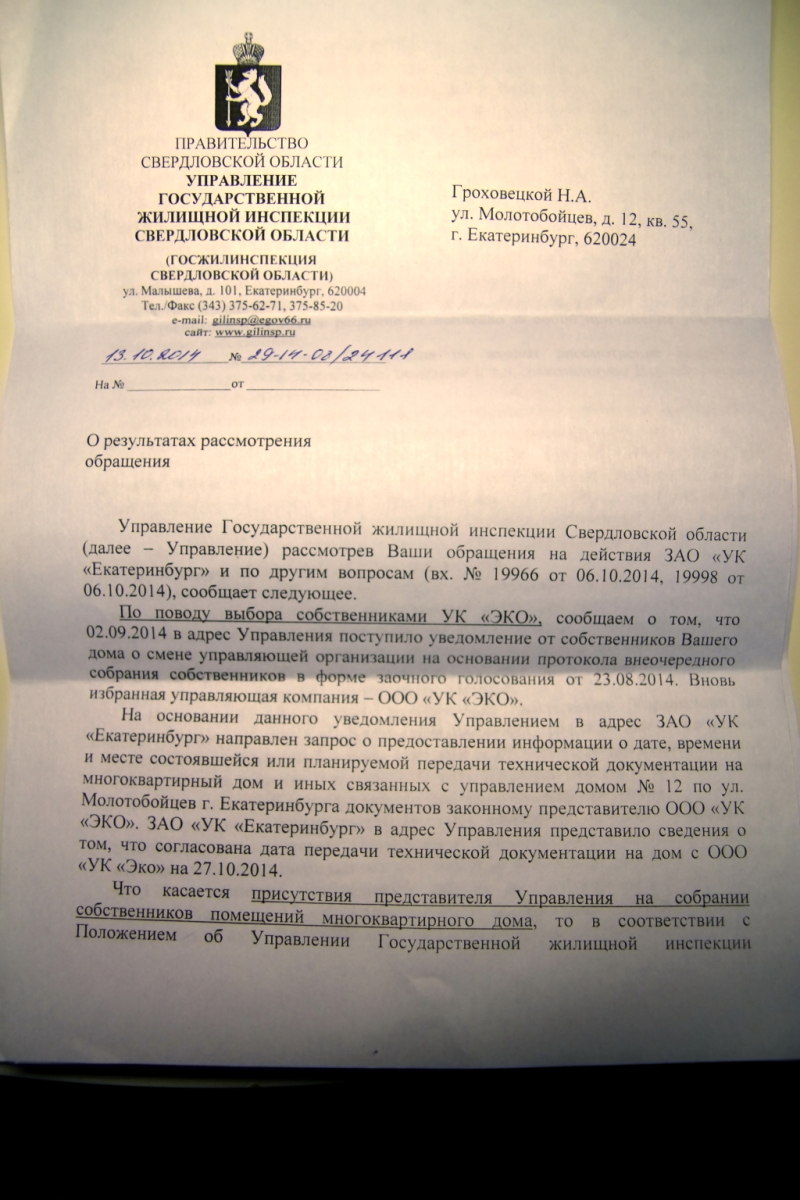 ПРАВИТЕЛЬСТВО
СВЕРДЛОВСКОЙ ОБЛАСТИ
УПРАВЛЕНИЕ
ГОСУДАРСТВЕННОЙ
ЖИЛИЩНОЙ ИНСПЕКЦИИ
СВЕРДЛОВСКОЙ ОБЛАСТИ
(ГОСЖИЛИНСПЕКЦИЯ
СВЕРДЛОВСКОЙ ОБЛАСТИ)
ул. Малышева, д. 101, Екатеринбург, 620004
Тел./Факс (343) 375-62-71, 375-85-20
e-mail: gilinsp@egov66.ru
сайт: www.gilinsp.ru
13.10.2014 № 29-14-08/24111
На № ____________ от ____________
Гроховецкой Н.А.
ул. Молотобойцев, д. 12, кв. 55,
г. Екатеринбург, 620024
О результатах рассмотрения
обращения
Управление Государственной жилищной инспекции Свердловской области
(далее – Управление) рассмотрев Ваши обращения на действия ЗАО «УК
«Екатеринбург» и по другим вопросам (вх. № 19966 от 06.10.2014, 19998 от
06.10.2014), сообщает следующее.
По поводу выбора собственниками УК «ЭКО», сообщаем о том, что
02.09.2014 в адрес Управления поступило уведомление от собственников Вашего
дома о смене управляющей организации на основании протокола внеочередного
собрания собственников в форме заочного голосования от 23.08.2014. Вновь
избранная управляющая компания – ООО «УК «ЭКО».
На основании данного уведомления Управлением в адрес ЗАО «УК
«Екатеринбург» направлен запрос о предоставлении информации о дате, времени
и месте состоявшейся или планируемой передачи технической документации на
многоквартирный дом и иных связанных с управлением домом № 12 по ул.
Молотобойцев г. Екатеринбурга документов законному представителю ООО «УК
«ЭКО». ЗАО «УК «Екатеринбург» в адрес Управления представило сведения о
том, что согласована дата передачи технической документации на дом с ООО
«УК «Эко» на 27.10.2014.
Что касается присутствия представителя Управления на собрании
собственников помещений многоквартирного дома, то в соответствии с
Положением об Управлении Государственной жилищной инспекции